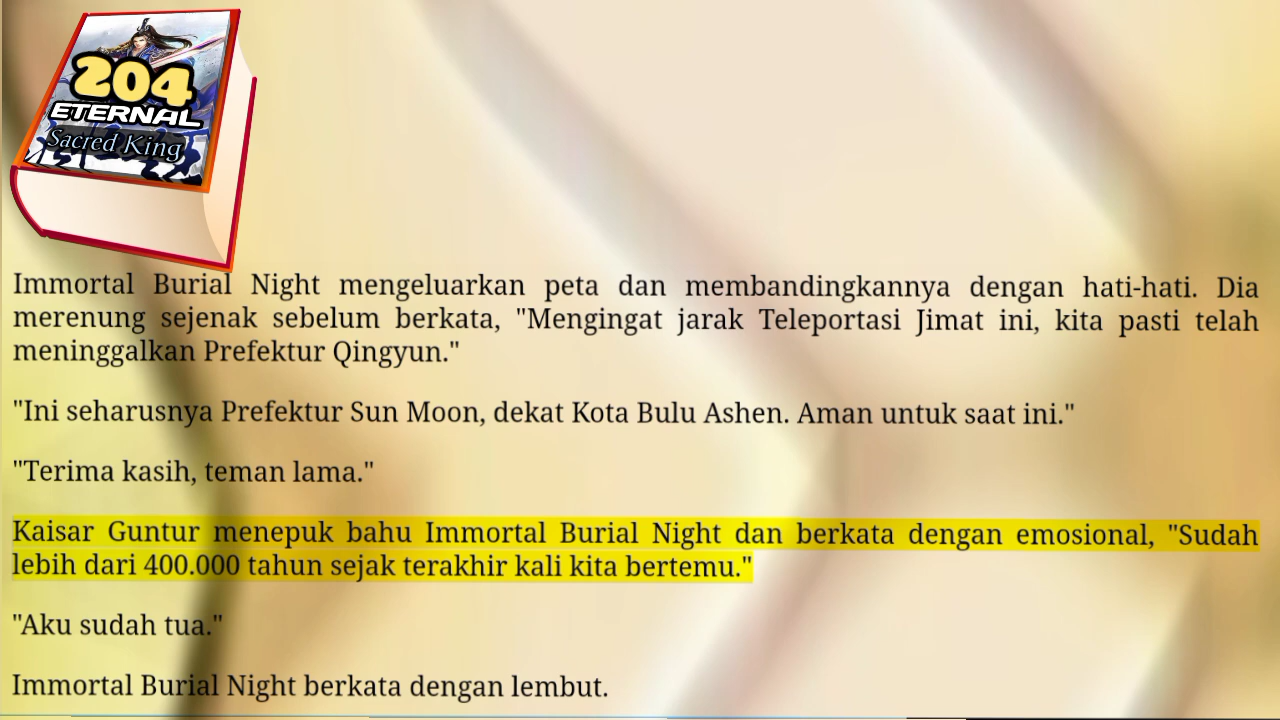 204
ETERNAL
Sacred King
Immortal Burial Night mengeluarkan peta dan membandingkannya dengan hati-hati. Dia
merenung sejenak sebelum berkata, "Mengingat jarak Teleportasi Jimat ini, kita pasti telah
meninggalkan Prefektur Qingyun."
"Ini seharusnya Prefektur Sun Moon, dekat Kota Bulu Ashen. Aman untuk saat ini."
"Terima kasih, teman lama."
Kaisar Guntur menepuk bahu Immortal Burial Night dan berkata dengan emosional, "Sudah
lebih dari 400.000 tahun sejak terakhir kali kita bertemu."
"Aku sudah tua."
Immortal Burial Night berkata dengan lembut.